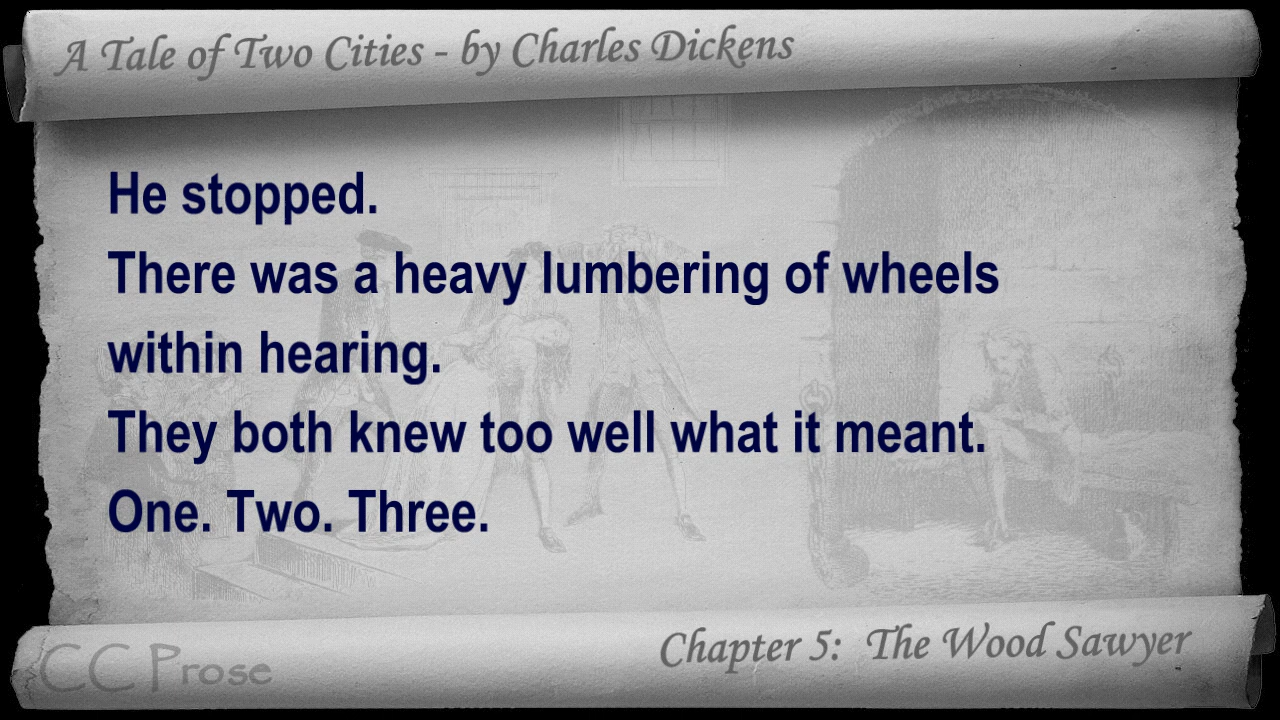 A Tale of Two Cities - by Charles Dickens
He stopped.
There was a heavy lumbering of wheels
within hearing.
They both knew too well what it meant.
One. Two. Three.
Chapter 5: The Wood Sawyer
CC Prose